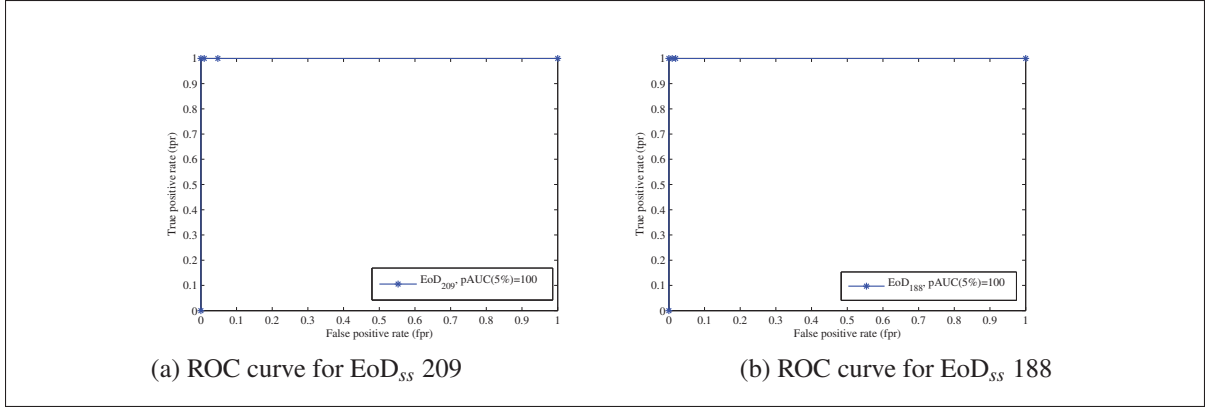 1
0.9
0.8
0.7
0.6
0.5
0.4
0.3
0.2
0.1
0
True positive rate (tpr)
EoD209, pAUC(5%)=100
0 0.1 0.2 0.3 0.4 0.5 0.6 0.7 0.8 0.9 1
False positive rate (fpr)
(a) ROC curve for EoDss 209
1
0.9
0.8
0.7
0.6
0.5
0.4
0.3
0.2
0.1
0
True positive rate (tpr)
EoD188, pAUC(5%)=100
0 0.1 0.2 0.3 0.4 0.5 0.6 0.7 0.8 0.9 1
False positive rate (fpr)
(b) ROC curve for EoDss 188